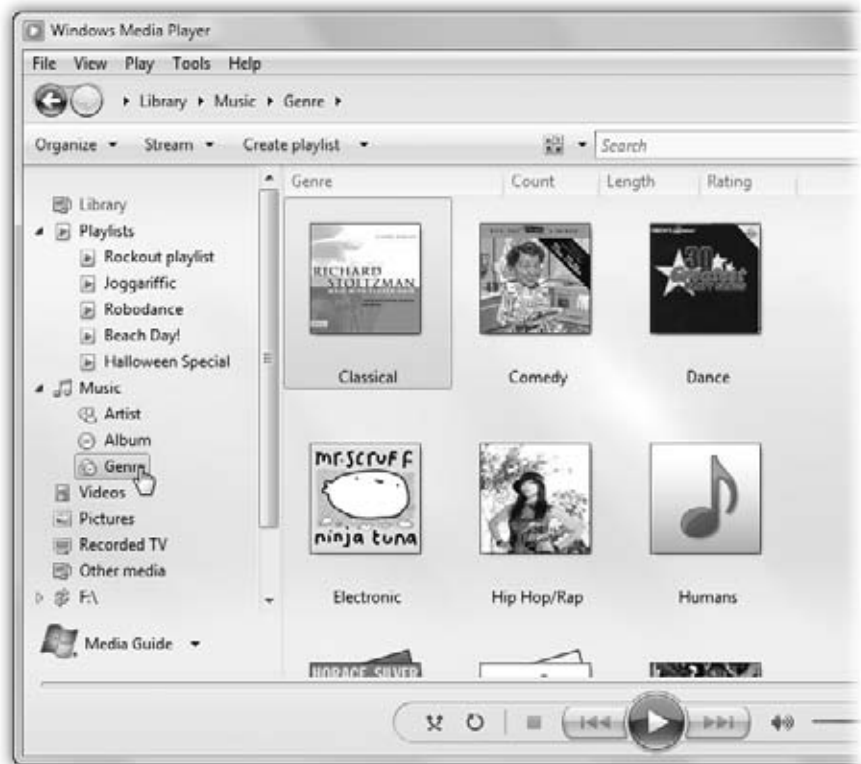 Windows Media Player
File View Play Tools Help
Library Music Genre
Organize Stream Create playlist Search
Genre Count Length Rating
Library
Playlists
Rockout playlist
Joggariffic
Robodance
Beach Day!
Halloween Special
Music
Artist
Album
Genre
Videos
Pictures
Recorded TV
Other media
F:\
Media Guide
RICHARD
STOLTZMAN
30
Classical Comedy Dance
mr.scruff
ninja tuna
Electronic Hip Hop/Rap Humans
HORACE SILVER